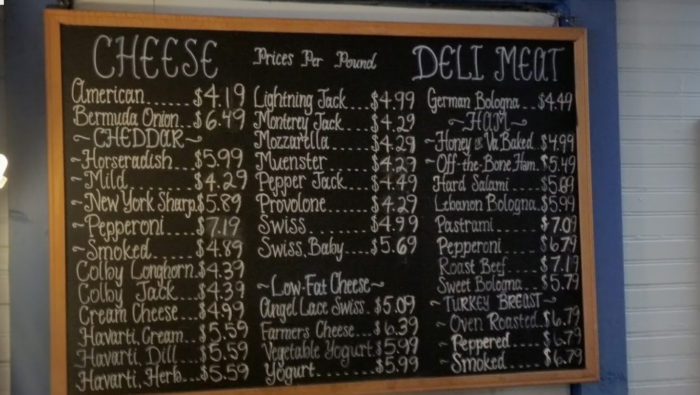 CHEESE
American......$4.19
Bermuda Onion...$6.49
~CHEDDAR~
~Horseradish....$5.99
~Mild..........$4.29
~New York Sharp.$5.89
~Pepperoni.....$7.19
~Smoked........$4.89
Colby Longhorn.$4.39
Colby Jack....$4.39
Cream Cheese...$4.99
Havarti, Cream..$5.59
Havarti, Dill....$5.59
Havarti, Herb...$5.59
Prices Per Pound
Lightning Jack...$4.99
Monterey Jack....$4.29
Mozzarella.......$4.29
Muenster.........$4.29
Pepper Jack.....$4.49
Provolone........$4.29
Swiss............$4.99
Swiss, Baby.....$5.69
~Low-Fat Cheese~
Angel Lace Swiss.$5.09
Farmers Cheese...$6.39
Vegetable Yogurt.$5.99
Yogurt..........$5.99
DELI MEAT
German Bologna...$4.49
~HAM~
~Honey & Va Baked.$4.99
~Off-the-Bone Ham.$5.49
Hard Salami.....
Lebanon Bologna.$5.99
Pastrami........$7.09
Pepperoni.......$6.79
Roast Beef......$7.19
Sweet Bologna...$5.79
~TURKEY BREAST~
~Oven Roasted..$6.79
~Peppered......$6.79
~Smoked........$6.79